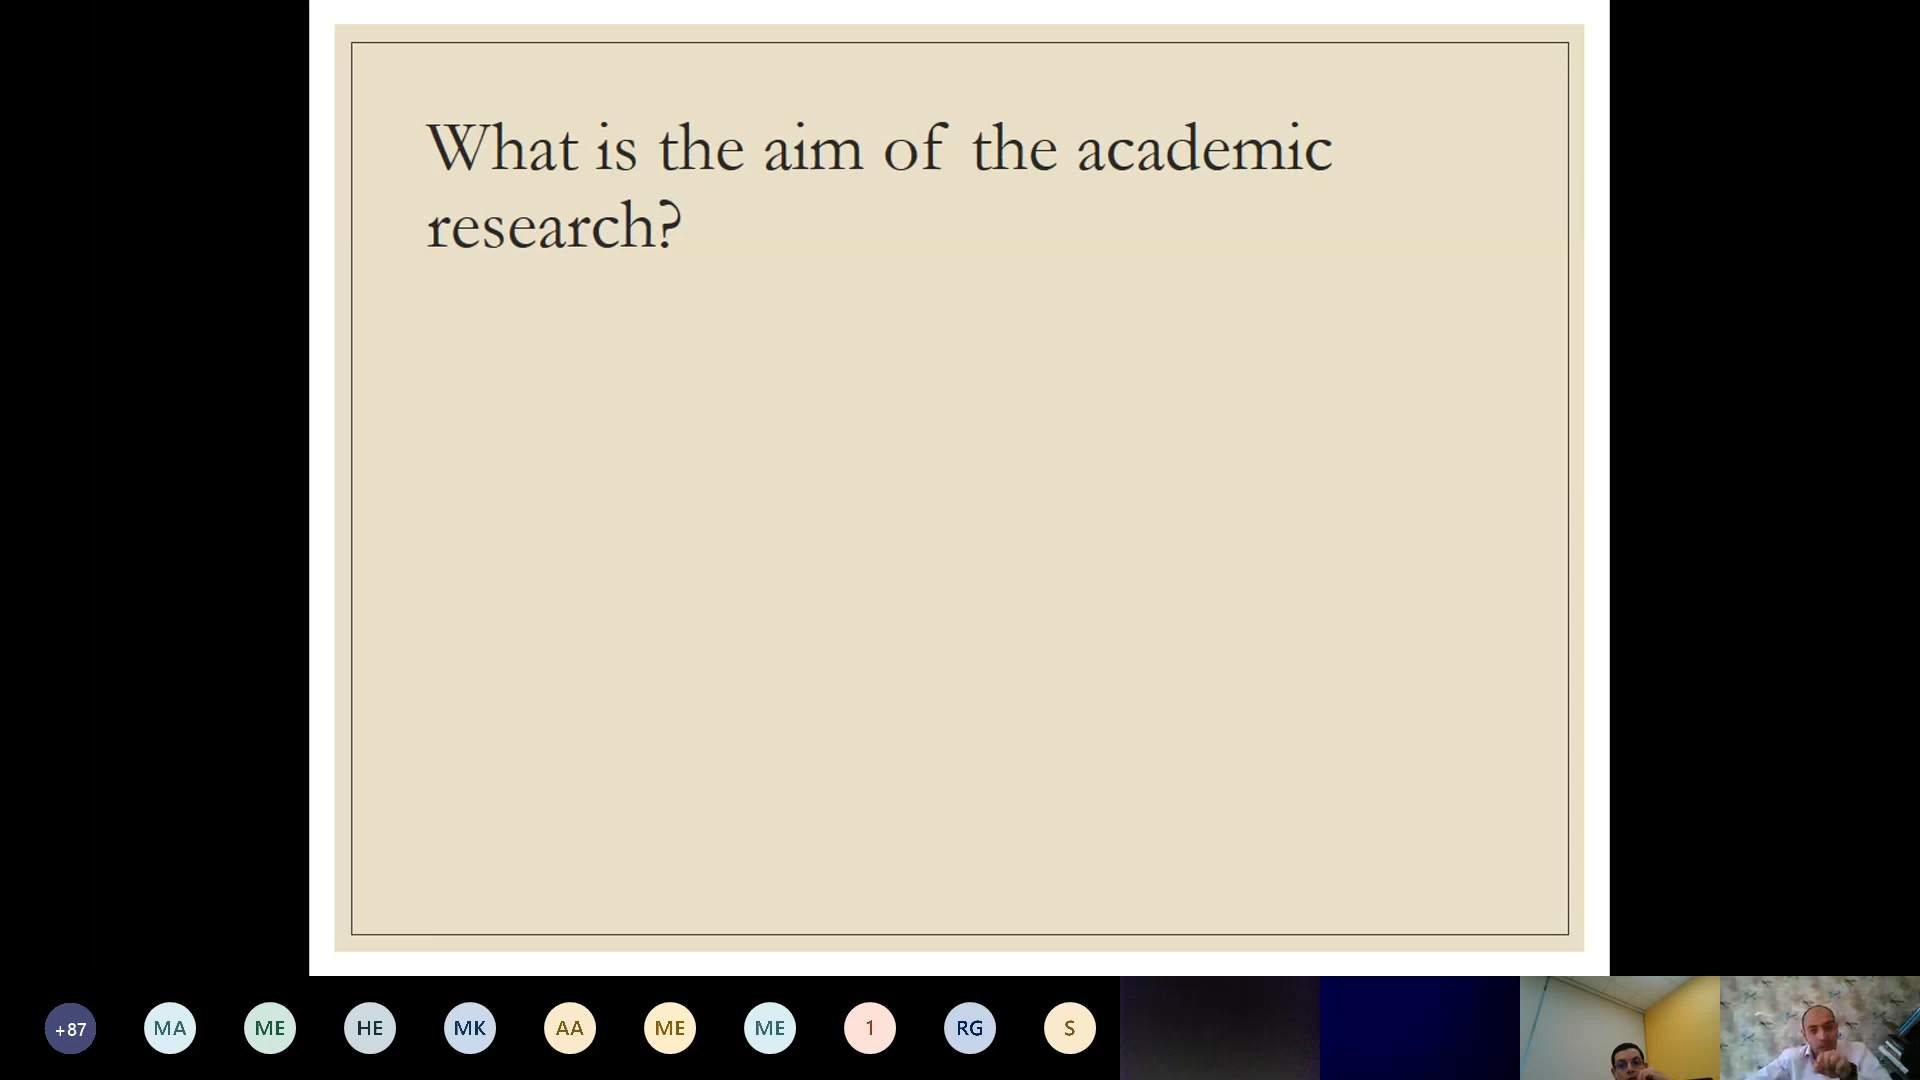 What is the aim of the academic
research?
+87
MA
ME
HE
MK
AA
ME
ME
1
RG
S